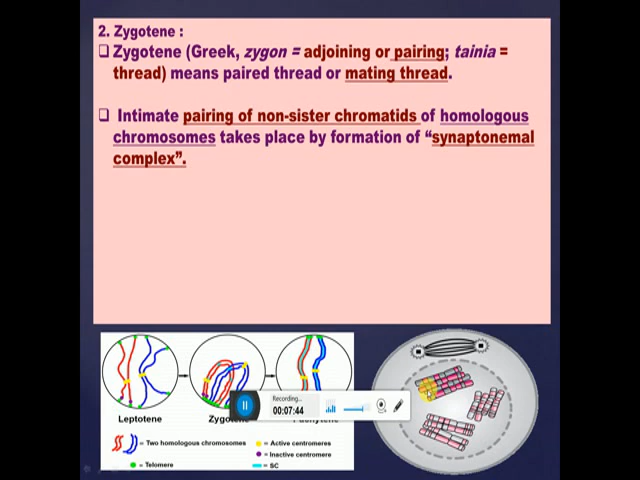 2. Zygotene :
❑ Zygotene (Greek, zygon = adjoining or pairing; tainia =
thread) means paired thread or mating thread.
❑ Intimate pairing of non-sister chromatids of homologous
chromosomes takes place by formation of “synaptonemal
complex”.
Leptotene
= Two homologous chromosomes
= Telomere
= Active centromeres
= Inactive centromere
= SC
Recording...
00:07:44